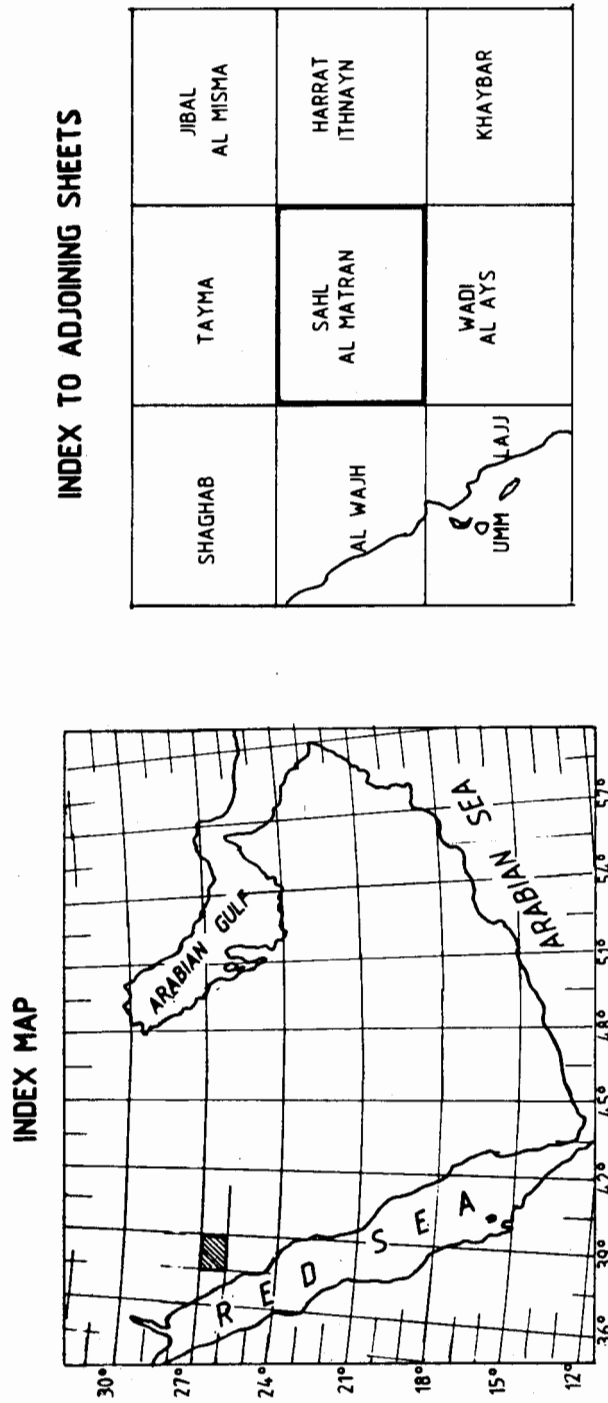 INDEX MAP
30°
27°
24°
21°
18°
15°
12°
36°
39°
42°
45°
48°
51°
54°
57°
ARABIAN GULF
RED SEA
ARABIAN SEA
INDEX TO ADJOINING SHEETS
SHAGHAB
TAYMA
JIBAL
AL MISMA
AL WAJH
SAHL
AL MATRAN
HARRAT
ITHNAYN
UMM LAJJ
WADI
AL AYS
KHAYBAR